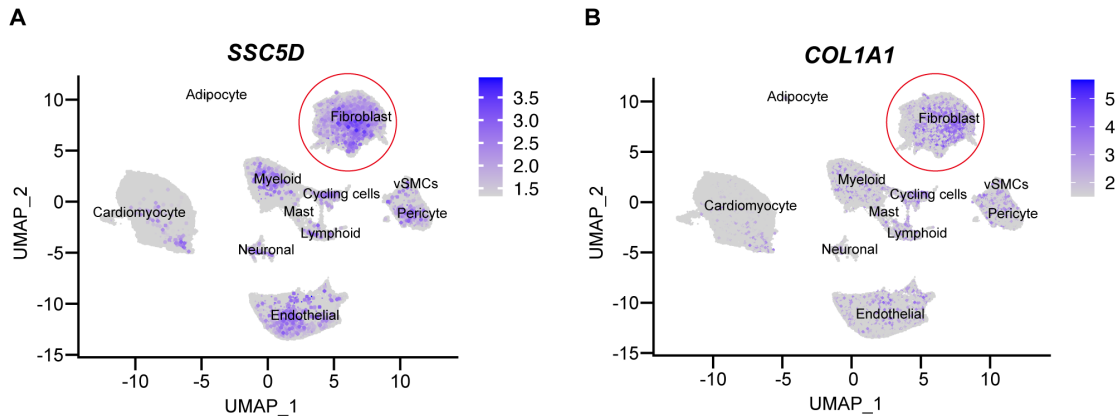 A
SSC5D
10
5
0
-5
-10
-15
UMAP_2
-10
-5
0
5
10
UMAP_1
Adipocyte
Fibroblast
Myeloid
Cycling cells
vSMCs
Cardiomyocyte
Mast
Pericyte
Lymphoid
Neuronal
Endothelial
3.5
3.0
2.5
2.0
1.5
B
COL1A1
10
5
0
-5
-10
-15
UMAP_2
-10
-5
0
5
10
UMAP_1
Adipocyte
Fibroblast
Myeloid
Cycling cells
vSMCs
Cardiomyocyte
Mast
Pericyte
Lymphoid
Neuronal
Endothelial
5
4
3
2